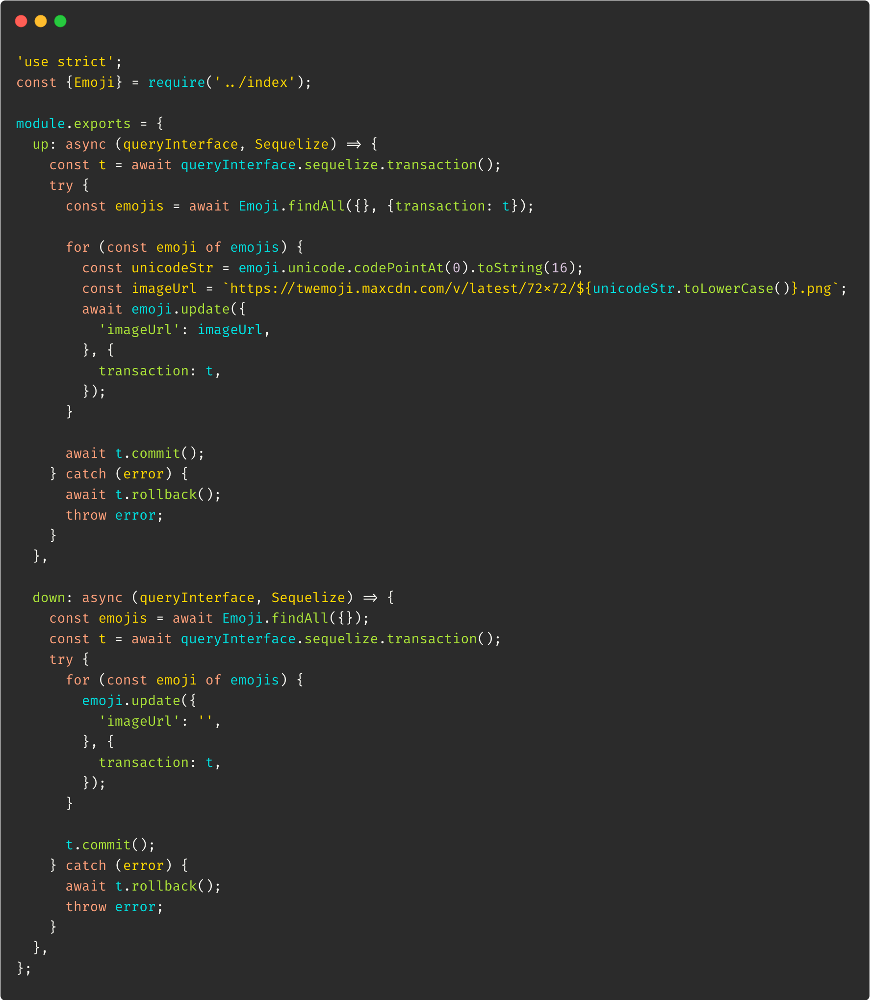 'use strict';
const {Emoji} = require('../index');
module.exports = {
  up: async (queryInterface, Sequelize) => {
    const t = await queryInterface.sequelize.transaction();
    try {
      const emojis = await Emoji.findAll({}, {transaction: t});
      for (const emoji of emojis) {
        const unicodeStr = emoji.unicode.codePointAt(0).toString(16);
        const imageUrl = `https://twemoji.maxcdn.com/v/latest/72x72/${unicodeStr.toLowerCase()}.png`;
        await emoji.update({
          'imageUrl': imageUrl,
        }, {
          transaction: t,
        });
      }
      await t.commit();
    } catch (error) {
      await t.rollback();
      throw error;
    }
  },
  down: async (queryInterface, Sequelize) => {
    const emojis = await Emoji.findAll({});
    const t = await queryInterface.sequelize.transaction();
    try {
      for (const emoji of emojis) {
        emoji.update({
          'imageUrl': '',
        }, {
          transaction: t,
        });
      }
      t.commit();
    } catch (error) {
      await t.rollback();
      throw error;
    }
  },
};